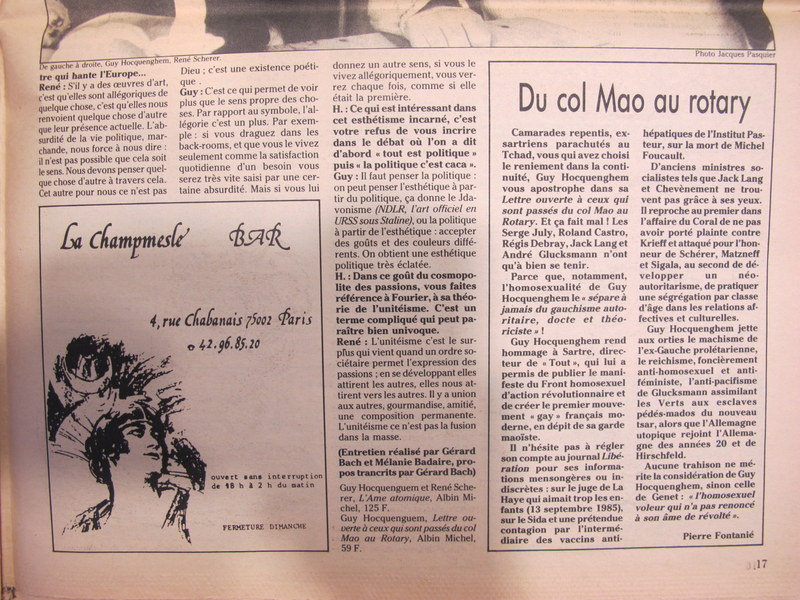 De gauche à droite, Guy Hocquenghem, René Scherer.
Photo Jacques Pasquier
tre qui hante l'Europe...
René : S'il y a des œuvres d'art,
c'est qu'elles sont allégoriques de
quelque chose, c'est qu'elles nous
renvoient quelque chose d'autre
que leur présence actuelle. L'ab-
surdité de la vie politique, mar-
chande, nous force à nous dire :
il n'est pas possible que cela soit
le sens. Nous devons penser quel-
que chose d'autre à travers cela.
Cet autre pour nous ce n'est pas
Dieu ; c'est une existence poéti-
que .
Guy : C'est ce qui permet de voir
plus que le sens propre des cho-
ses. Par rapport au symbole, l'al-
légorie c'est un plus. Par exem-
ple : si vous draguez dans les
back-rooms, et que vous le vivez
seulement comme la satisfaction
quotidienne d'un besoin vous
serez très vite saisi par une cer-
taine absurdité. Mais si vous lui
La Champmeslé BAR
4, rue Chabanais 75002 Paris
42.96.85.20
ouvert sans interruption
de 18 h à 2 h du matin
FERMETURE DIMANCHE
donnez un autre sens, si vous le
vivez allégoriquement, vous ver-
rez chaque fois, comme si elle
était la première.
H. : Ce qui est intéressant dans
cet esthétisme incarné, c'est
votre refus de vous incrire
dans le débat où l'on a dit
d'abord « tout est politique »
puis « la politique c'est caca ».
Guy : Il faut penser la politique :
on peut penser l'esthétique à par-
tir du politique, ça donne le Jda-
vonisme (NDLR, l'art officiel en
URSS sous Staline), ou la politique
à partir de l'esthétique : accepter
des goûts et des couleurs diffé-
rents. On obtient une esthétique
politique très éclatée.
H. : Dans ce goût du cosmopo-
lite des passions, vous faites
référence à Fourier, à sa théo-
rie de l'unitéisme. C'est un
terme compliqué qui peut pa-
raître bien univoque.
René : L'unitéisme c'est le sur-
plus qui vient quand un ordre so-
ciétaire permet l'expression des
passions ; en se développant elles
attirent les autres, elles nous at-
tirent vers les autres. Il y a union
aux autres, gourmandise, amitié,
une composition permanente.
L'unitéisme ce n'est pas la fusion
dans la masse.
(Entretien réalisé par Gérard
Bach et Mélanie Badaire, pro-
pos trancrits par Gérard Bach)
Guy Hocquenguem et René Sche-
rer, L'Ame atomique, Albin Mi-
chel, 125 F.
Guy Hocquenguem, Lettre ou-
verte à ceux qui sont passés du col
Mao au Rotary, Albin Michel,
59 F.
Du col Mao au rotary
Camarades repentis, ex-
sartriens parachutés au
Tchad, vous qui avez choisi
le reniement dans la conti-
nuité, Guy Hocquenghem
vous apostrophe dans sa
Lettre ouverte à ceux qui
sont passés du col Mao au
Rotary. Et ça fait mal ! Les
Serge July, Roland Castro,
Régis Debray, Jack Lang et
André Glucksmann n'ont
qu'à bien se tenir.
Parce que, notamment,
l'homosexualité de Guy
Hocquenghem le « sépare à
jamais du gauchisme auto-
ritaire, docte et théo-
riciste » !
Guy Hocquenghem rend
hommage à Sartre, direc-
teur de « Tout », qui lui a
permis de publier le mani-
feste du Front homosexuel
d'action révolutionnaire et
de créer le premier mouve-
ment « gay » français mo-
derne, en dépit de sa garde
maoïste.
Il n'hésite pas à régler
son compte au journal Libé-
ration pour ses informa-
tions mensongères ou in-
discrètes : sur le juge de La
Haye qui aimait trop les en-
fants (13 septembre 1985),
sur le Sida et une prétendue
contagion par l'intermé-
diaire des vaccins anti-
hépatiques de l'Institut Pas-
teur, sur la mort de Michel
Foucault.
D'anciens ministres so-
cialistes tels que Jack Lang
et Chevènement ne trou-
vent pas grâce à ses yeux.
Il reproche au premier dans
l'affaire du Coral de ne pas
avoir porté plainte contre
Krieff et attaqué pour l'hon-
neur de Schérer, Matzneff
et Sigala, au second de dé-
velopper un néo-
autoritarisme, de pratiquer
une ségrégation par classe
d'âge dans les relations af-
fectives et culturelles.
Guy Hocquenghem jette
aux orties le machisme de
l'ex-Gauche prolétarienne,
le reichisme, foncièrement
anti-homosexuel et anti-
féministe, l'anti-pacifisme
de Glucksmann assimilant
les Verts aux esclaves
pédés-mados du nouveau
tsar, alors que l'Allemagne
utopique rejoint l'Allema-
gne des années 20 et de
Hirschfeld.
Aucune trahison ne mé-
rite la considération de Guy
Hocquenghem, sinon celle
de Genet : « l'homosexuel
voleur qui n'a pas renoncé
à son âme de révolté ».
Pierre Fontanié
17